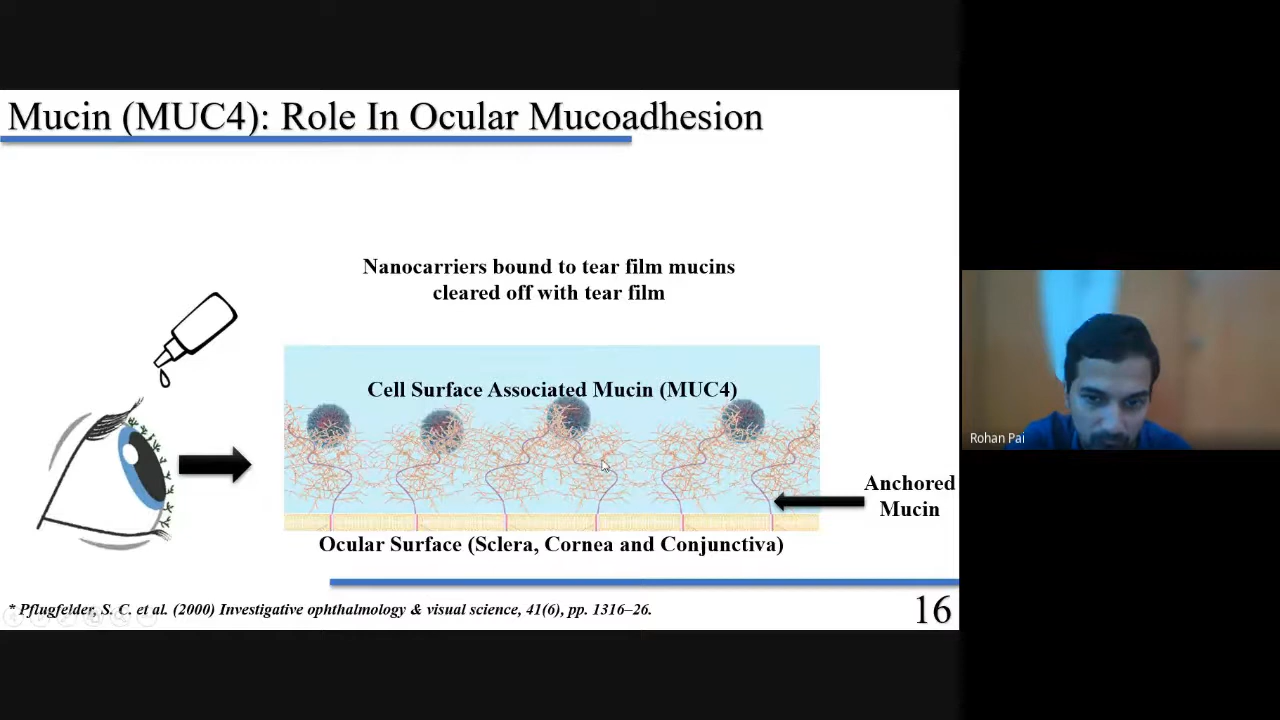 Mucin (MUC4): Role In Ocular Mucoadhesion
Nanocarriers bound to tear film mucins
cleared off with tear film
Cell Surface Associated Mucin (MUC4)
Anchored
Mucin
Ocular Surface (Sclera, Cornea and Conjunctiva)
* Pflugfelder, S. C. et al. (2000) Investigative ophthalmology & visual science, 41(6), pp. 1316–26.
16
Rohan Pai